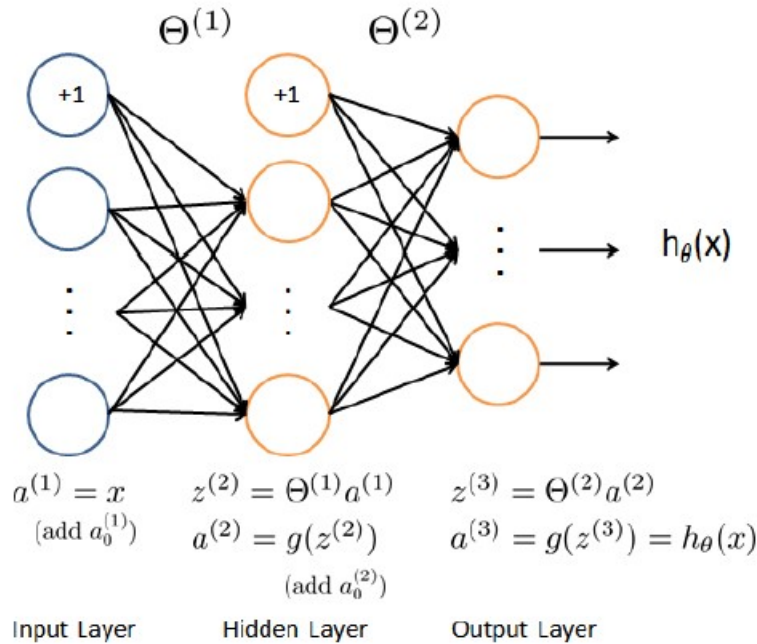 Θ^(1) Θ^(2)
+1 +1
⋮ ⋮ ⋮
h_θ(x)
a^(1) = x z^(2) = Θ^(1)a^(1) z^(3) = Θ^(2)a^(2)
(add a_0^(1)) a^(2) = g(z^(2)) a^(3) = g(z^(3)) = h_θ(x)
(add a_0^(2))
Input Layer Hidden Layer Output Layer